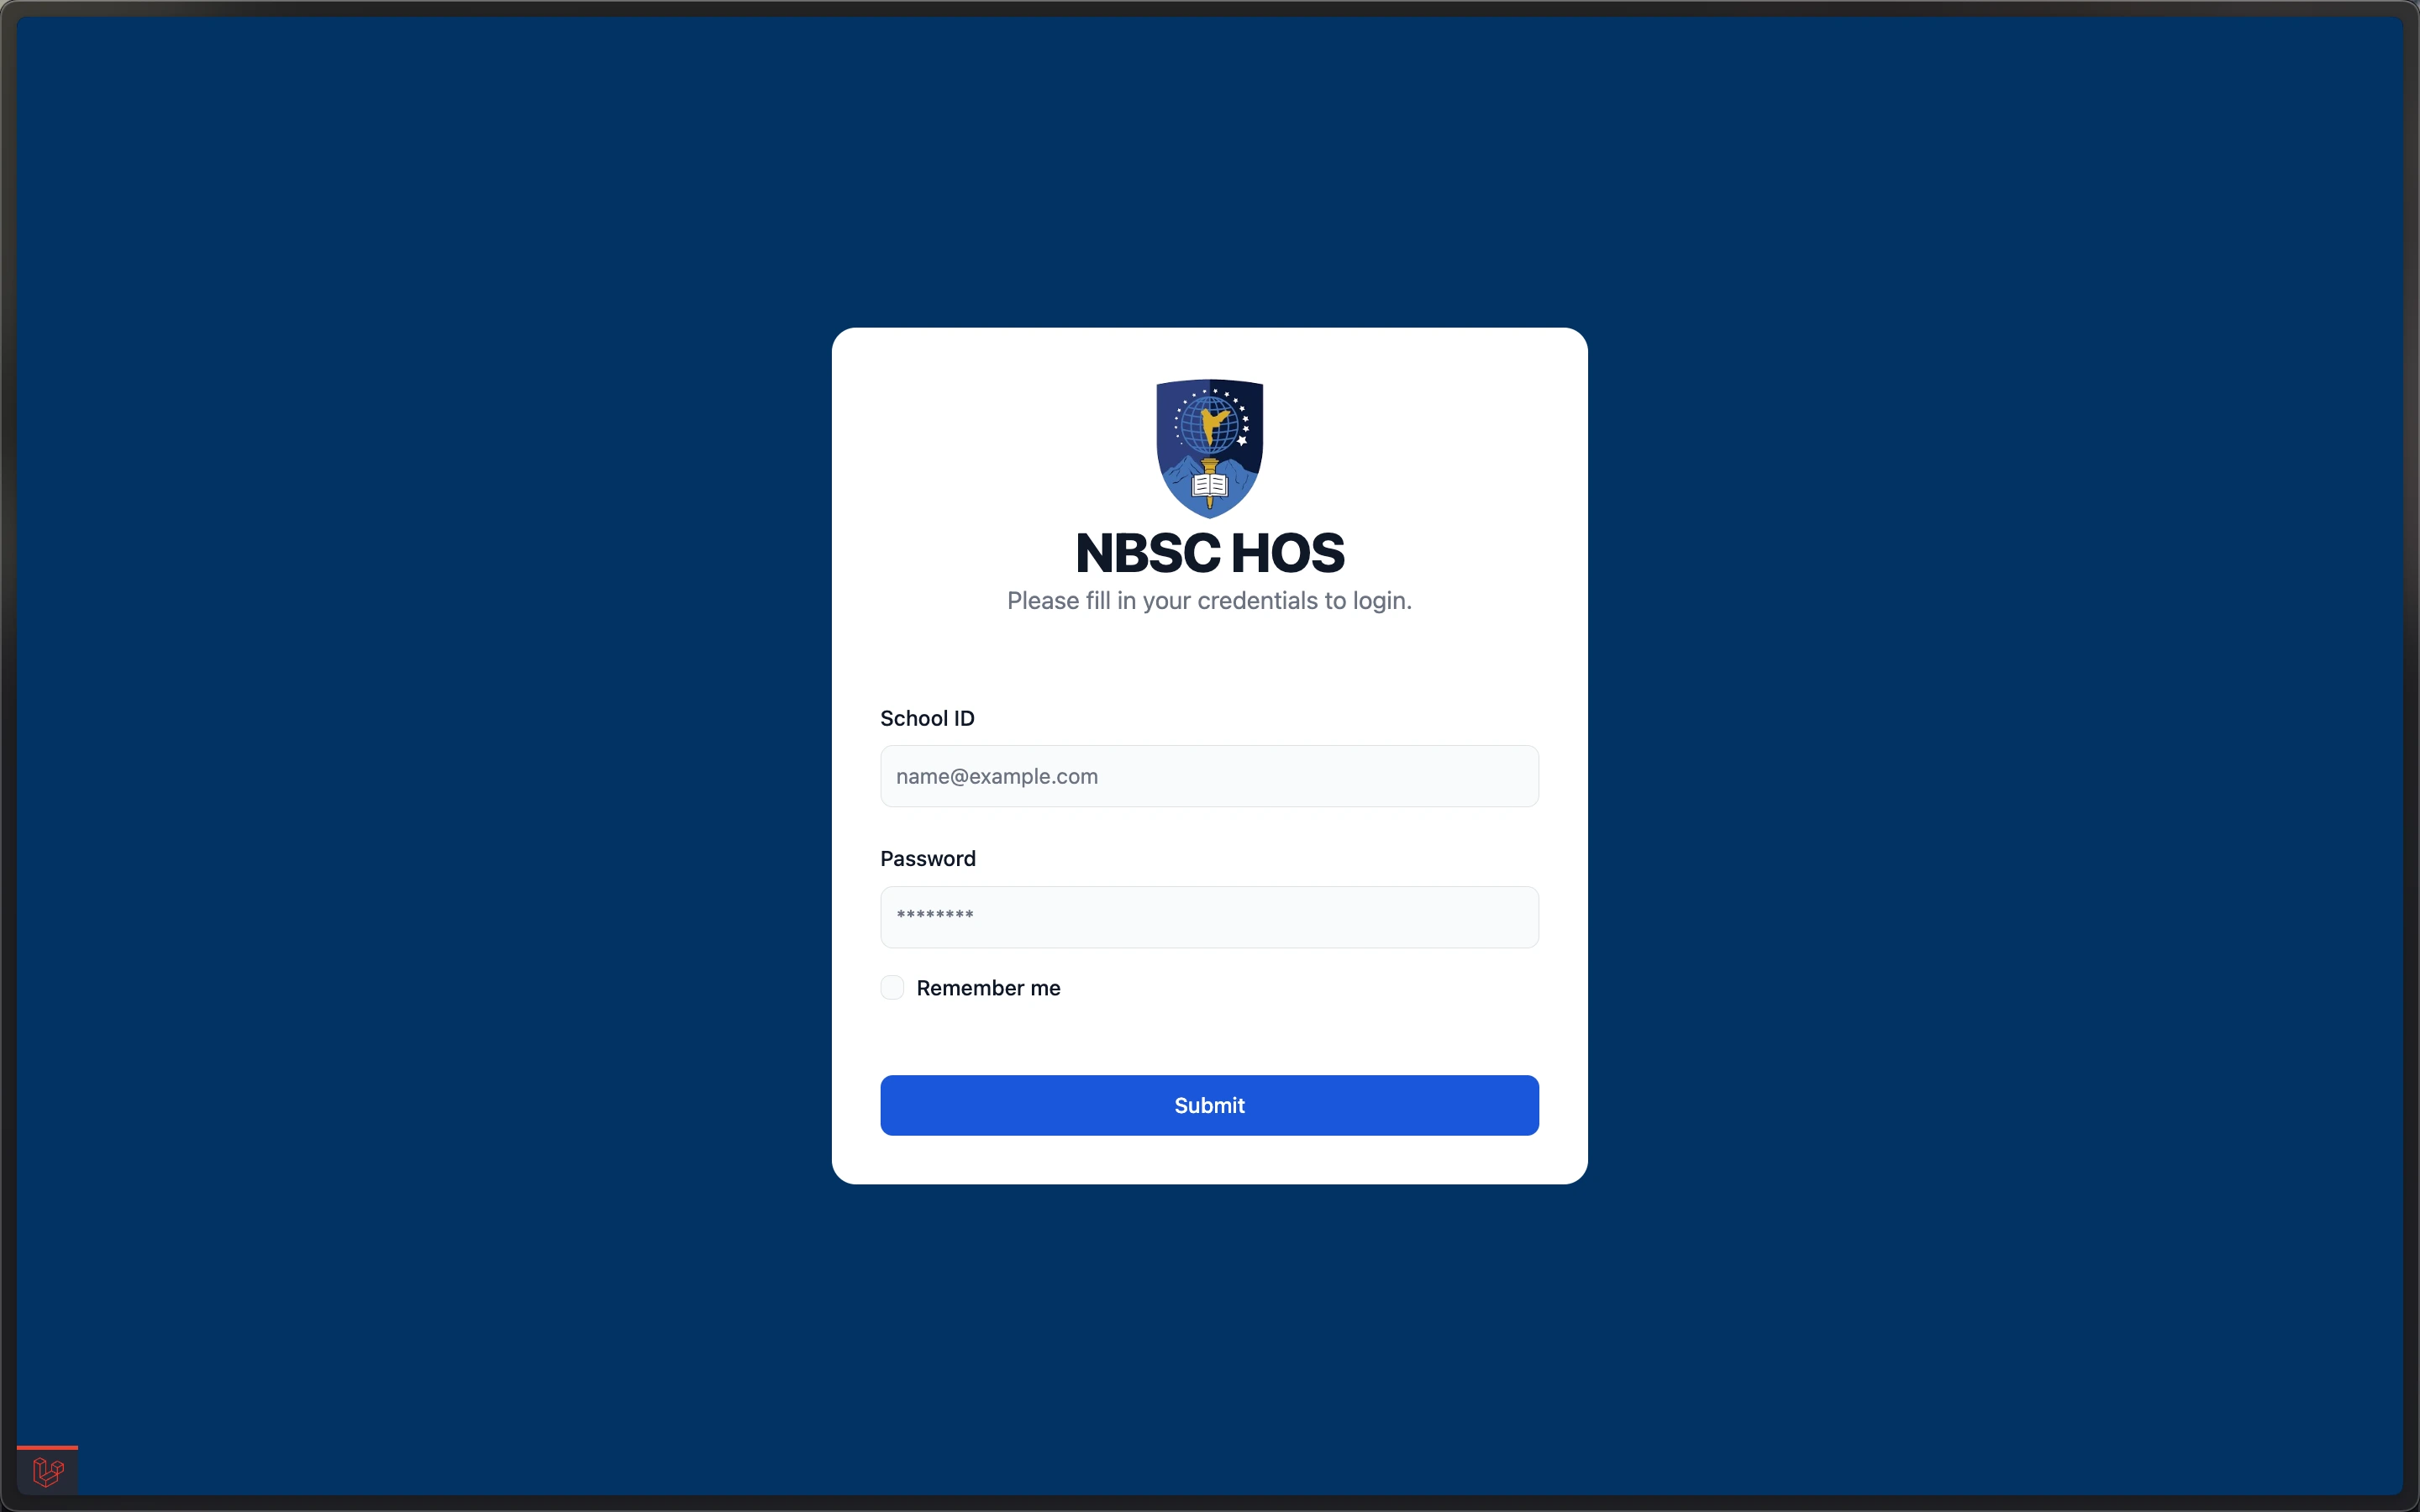 NBSC HOS
Please fill in your credentials to login.
School ID
name@example.com
Password
********
Remember me
Submit